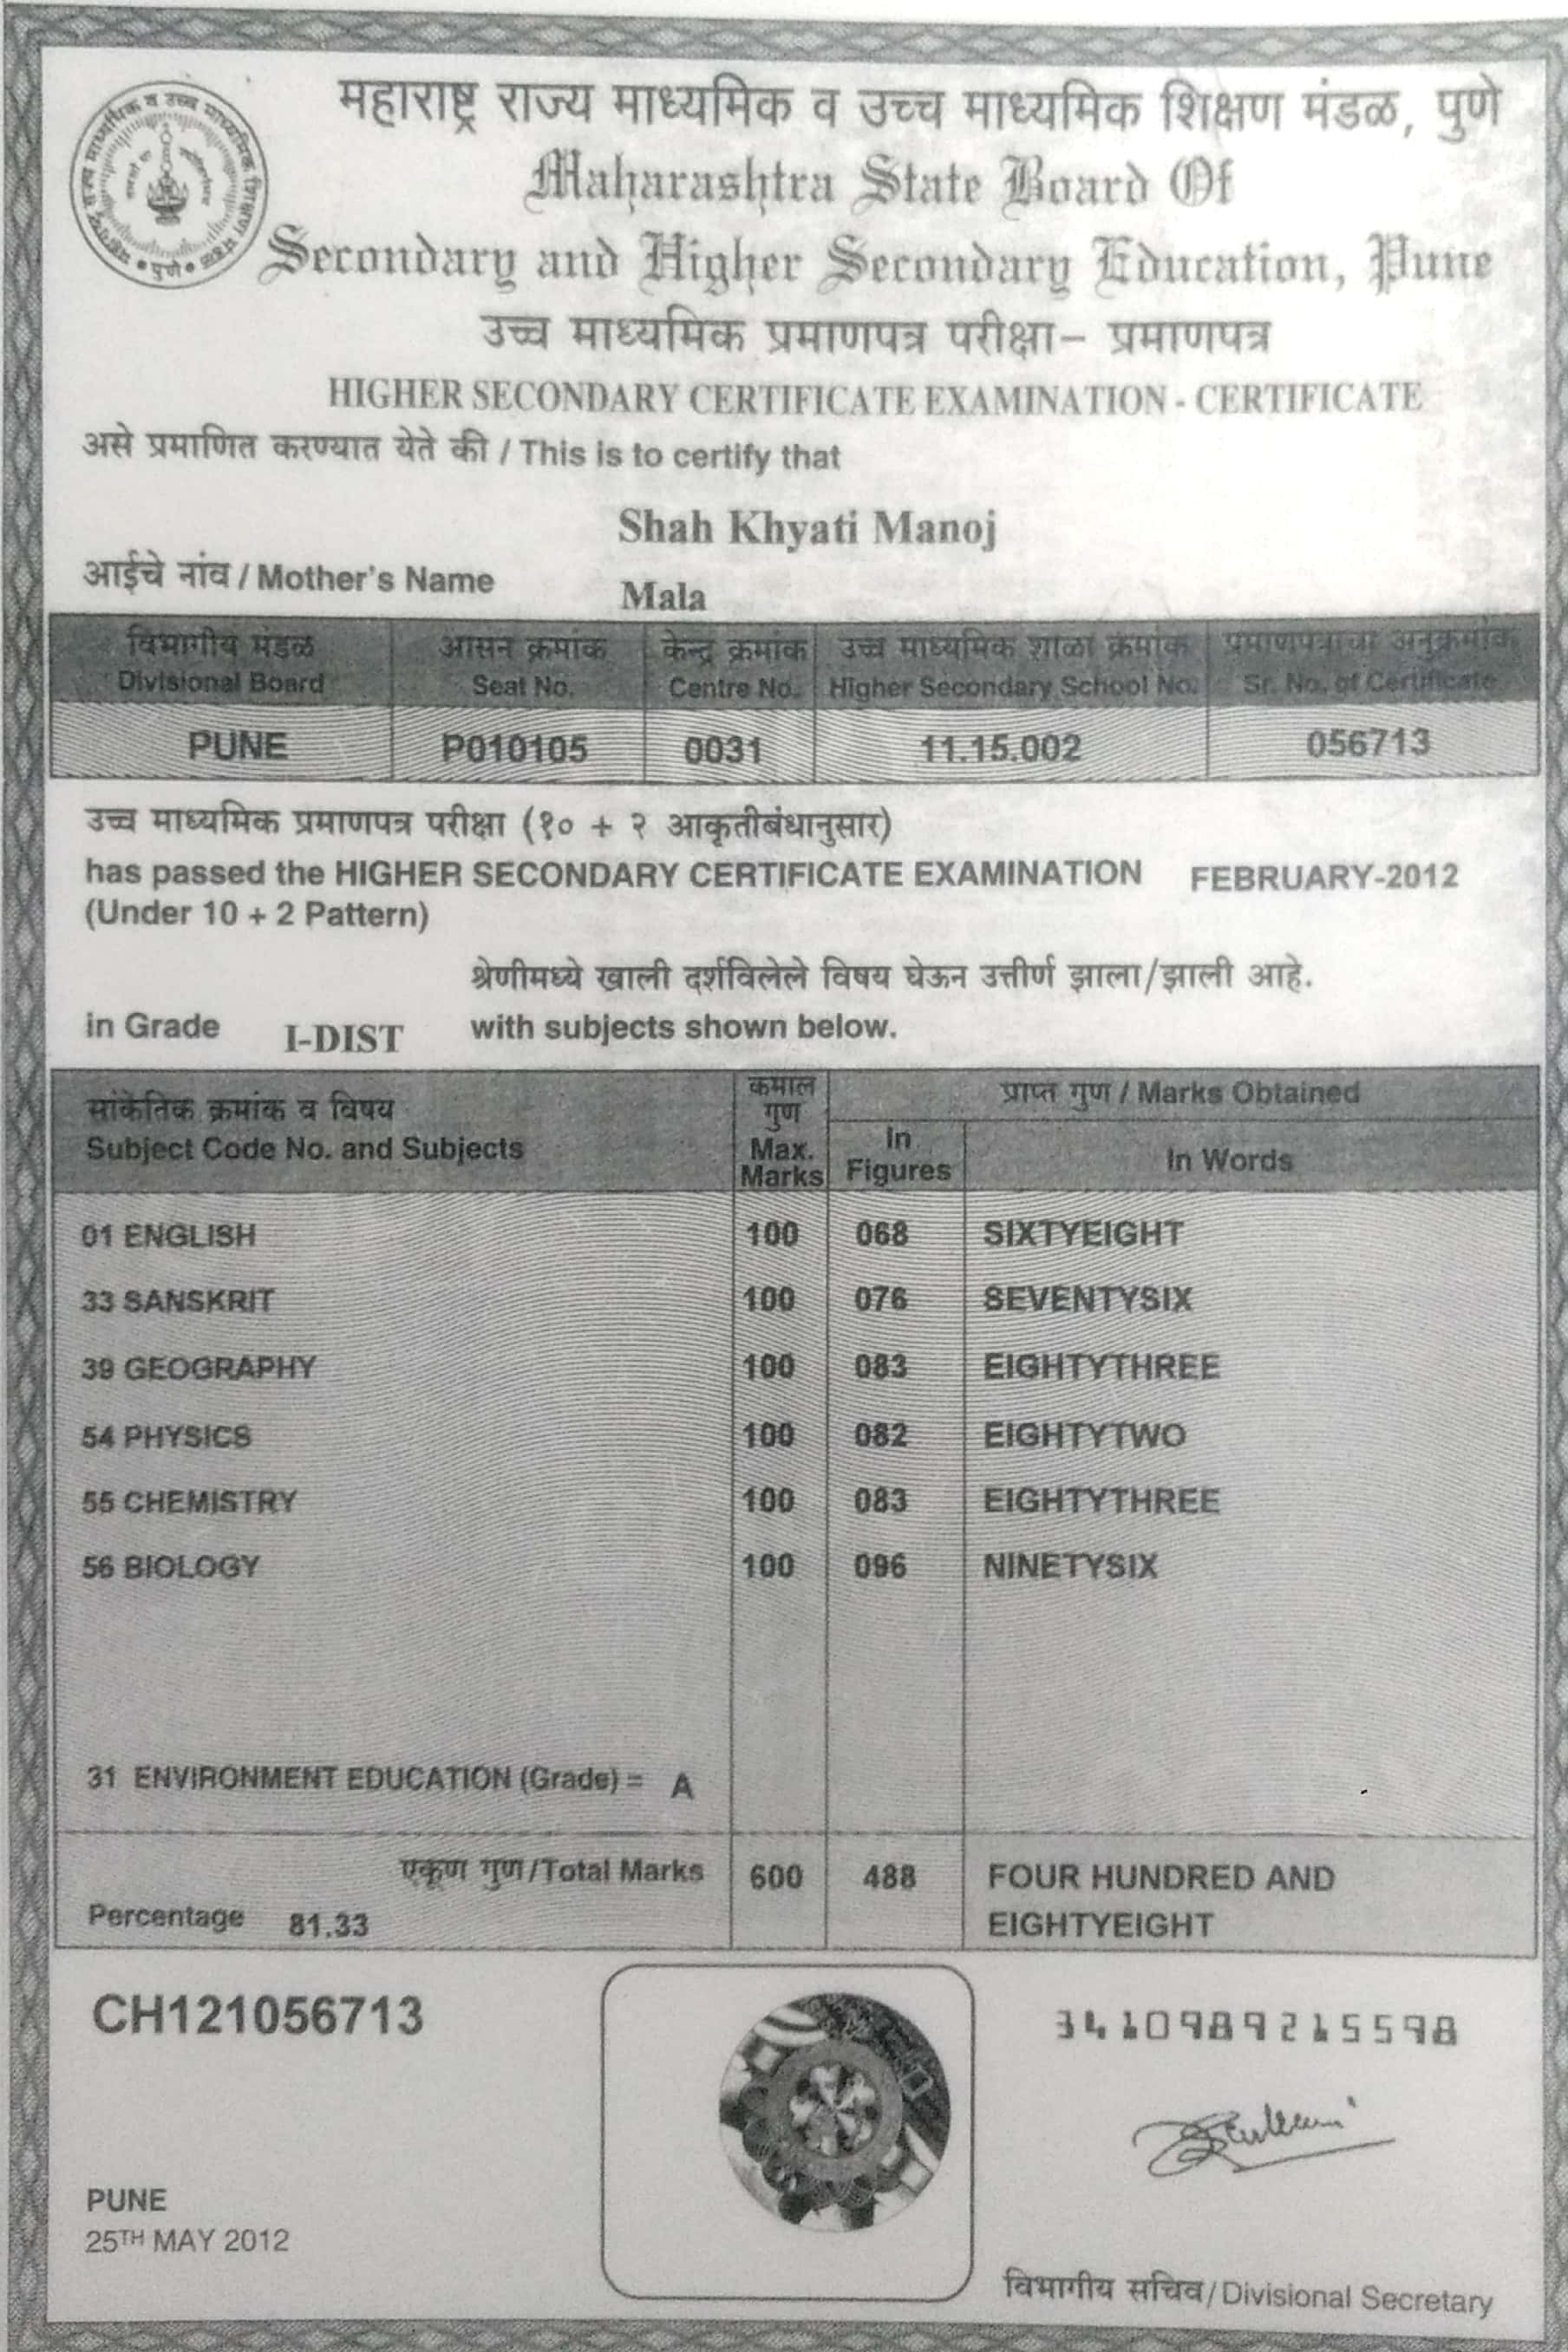 महाराष्ट्र राज्य माध्यमिक व उच्च माध्यमिक शिक्षण मंडळ, पुणे
Maharashtra State Board Of
Secondary and Higher Secondary Education, Pune
उच्च माध्यमिक प्रमाणपत्र परीक्षा- प्रमाणपत्र
HIGHER SECONDARY CERTIFICATE EXAMINATION - CERTIFICATE
असे प्रमाणित करण्यात येते की / This is to certify that
Shah Khyati Manoj
आईचे नांव / Mother's Name Mala
विभागीय मंडळ आसन क्रमांक केन्द्र क्रमांक उच्च माध्यमिक शाळा क्रमांक प्रमाणपत्राचा अनुक्रमांक
Divisional Board Seat No. Centre No. Higher Secondary School No. Sr. No. of Certificate
PUNE P010105 0031 11.15.002 056713
उच्च माध्यमिक प्रमाणपत्र परीक्षा (१० + २ आकृतीबंधानुसार)
has passed the HIGHER SECONDARY CERTIFICATE EXAMINATION FEBRUARY-2012
(Under 10 + 2 Pattern)
श्रेणीमध्ये खाली दर्शविलेले विषय घेऊन उत्तीर्ण झाला/झाली आहे.
in Grade I-DIST with subjects shown below.
सांकेतिक क्रमांक व विषय कमाल गुण प्राप्त गुण / Marks Obtained
Subject Code No. and Subjects Max. Marks In Figures In Words
01 ENGLISH 100 068 SIXTYEIGHT
33 SANSKRIT 100 076 SEVENTYSIX
39 GEOGRAPHY 100 083 EIGHTYTHREE
54 PHYSICS 100 082 EIGHTYTWO
55 CHEMISTRY 100 083 EIGHTYTHREE
56 BIOLOGY 100 096 NINETYSIX
31 ENVIRONMENT EDUCATION (Grade) = A
एकूण गुण/Total Marks 600 488 FOUR HUNDRED AND
Percentage 81.33 EIGHTYEIGHT
CH121056713
3410989215598
PUNE
25TH MAY 2012
विभागीय सचिव/Divisional Secretary